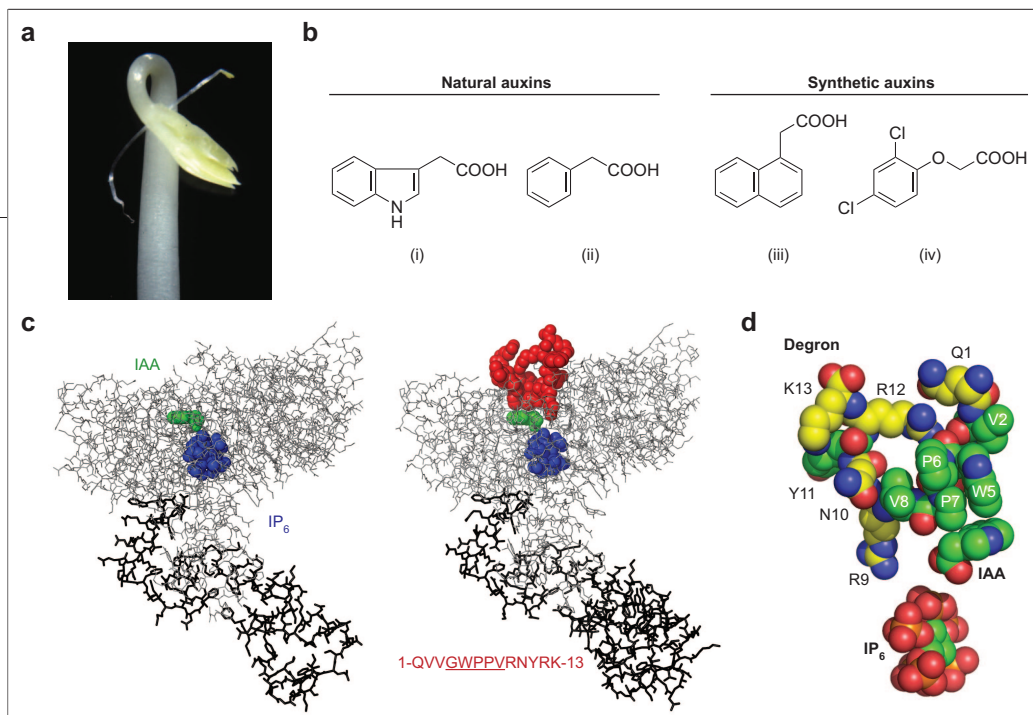 a
b
Natural auxins
Synthetic auxins
COOH
N
H
COOH
COOH
Cl
O
COOH
Cl
(i)
(ii)
(iii)
(iv)
c
IAA
IP6
1-QVVGWPPVRNYRK-13
d
Degron
Q1
K13
R12
V2
P6
Y11
V8
P7
W5
N10
IAA
R9
IP6